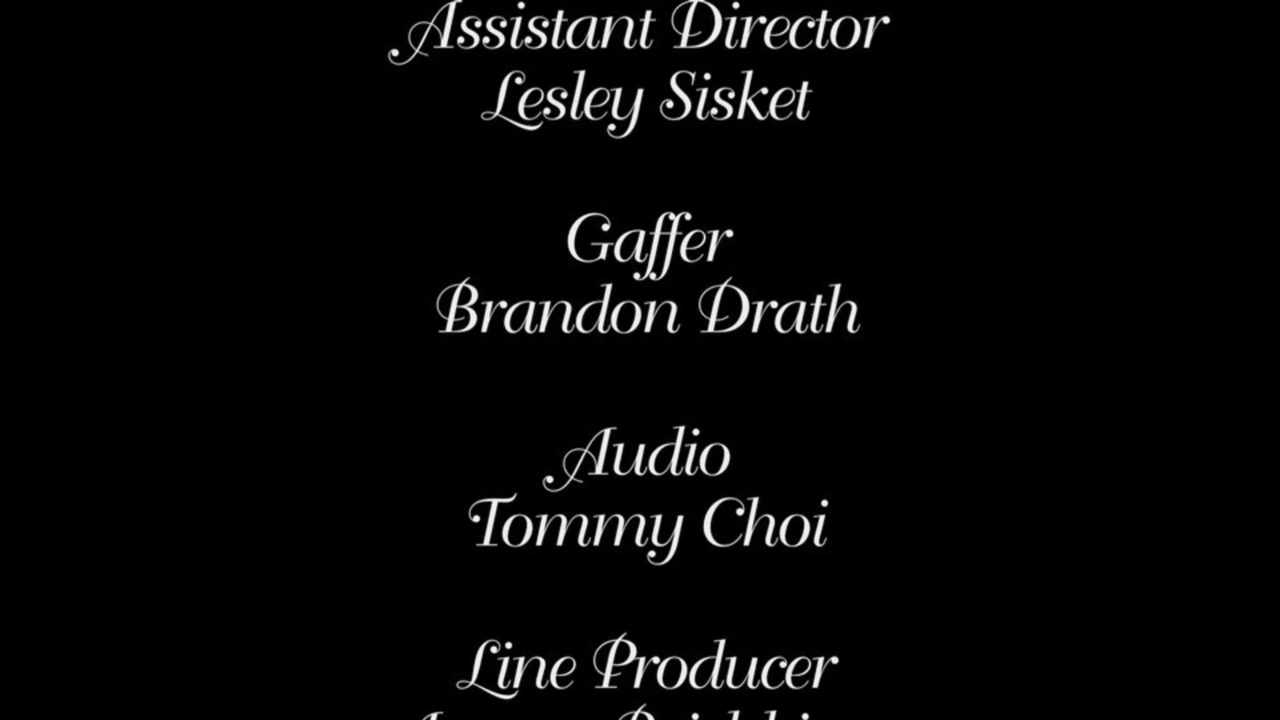 Assistant Director
Lesley Sisket
Gaffer
Brandon Drath
Audio
Tommy Choi
Line Producer